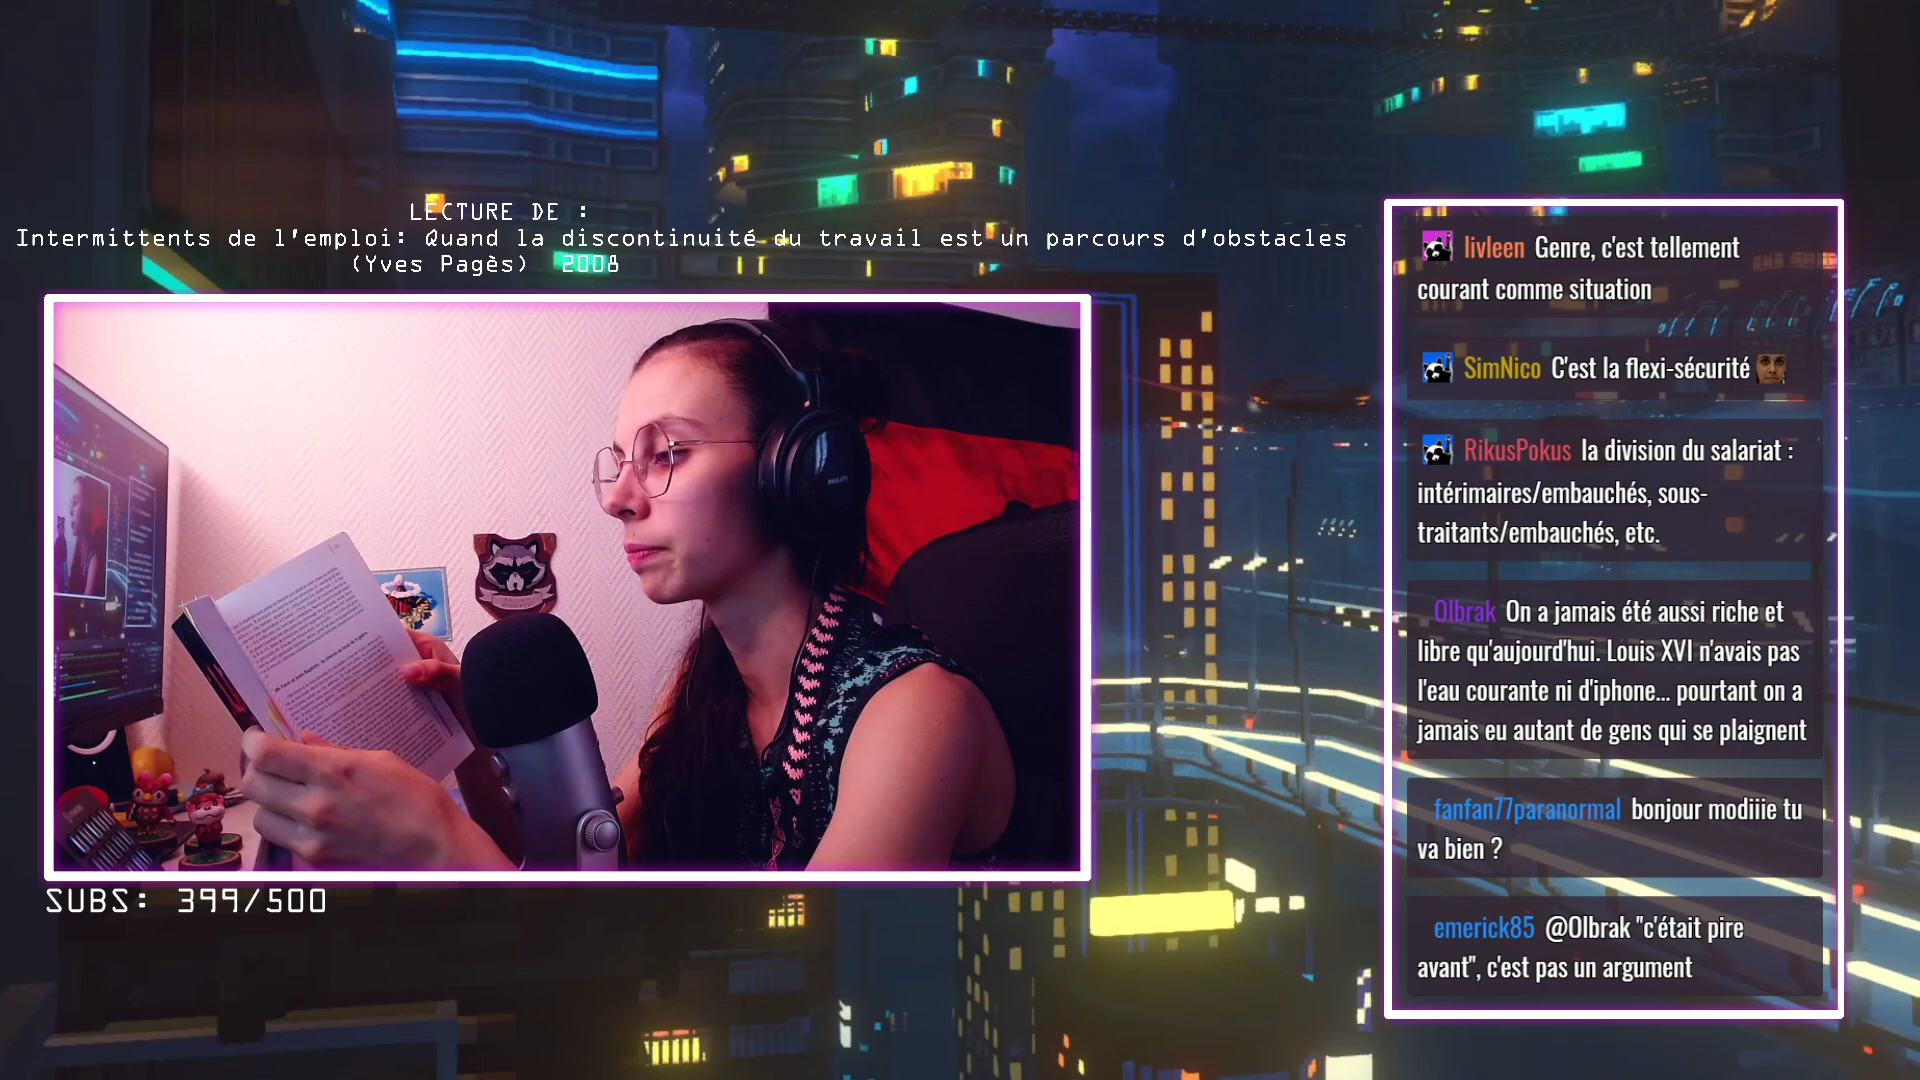 LECTURE DE :
Intermittents de l'emploi: Quand la discontinuité du travail est un parcours d'obstacles
(Yves Pagès) 2008
PHILIPS
SUBS: 399/500
livleen Genre, c'est tellement
courant comme situation
SimNico C'est la flexi-sécurité
RikusPokus la division du salariat :
intérimaires/embauchés, sous-
traitants/embauchés, etc.
Olbrak On a jamais été aussi riche et
libre qu'aujourd'hui. Louis XVI n'avais pas
l'eau courante ni d'iphone... pourtant on a
jamais eu autant de gens qui se plaignent
fanfan77paranormal bonjour modiiie tu
va bien ?
emerick85 @Olbrak "c'était pire
avant", c'est pas un argument